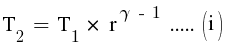 T₂ = T₁ × r^(γ - 1) ..... (i)